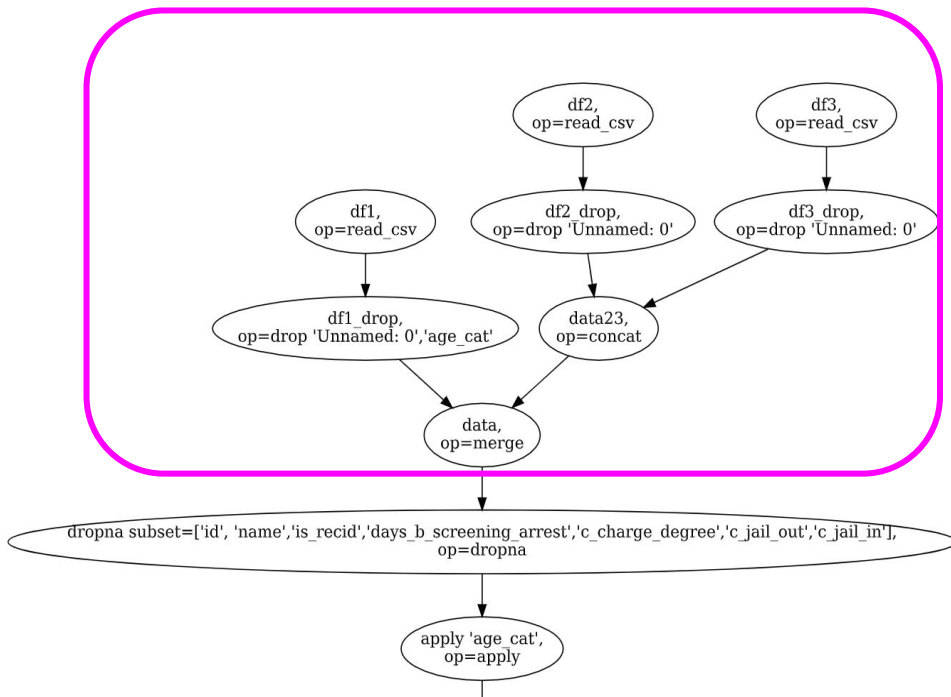 df2,
op=read_csv
df3,
op=read_csv
df1,
op=read_csv
df2_drop,
op=drop 'Unnamed: 0'
df3_drop,
op=drop 'Unnamed: 0'
df1_drop,
op=drop 'Unnamed: 0','age_cat'
data23,
op=concat
data,
op=merge
dropna subset=['id', 'name','is_recid','days_b_screening_arrest','c_charge_degree','c_jail_out','c_jail_in'],
op=dropna
apply 'age_cat',
op=apply